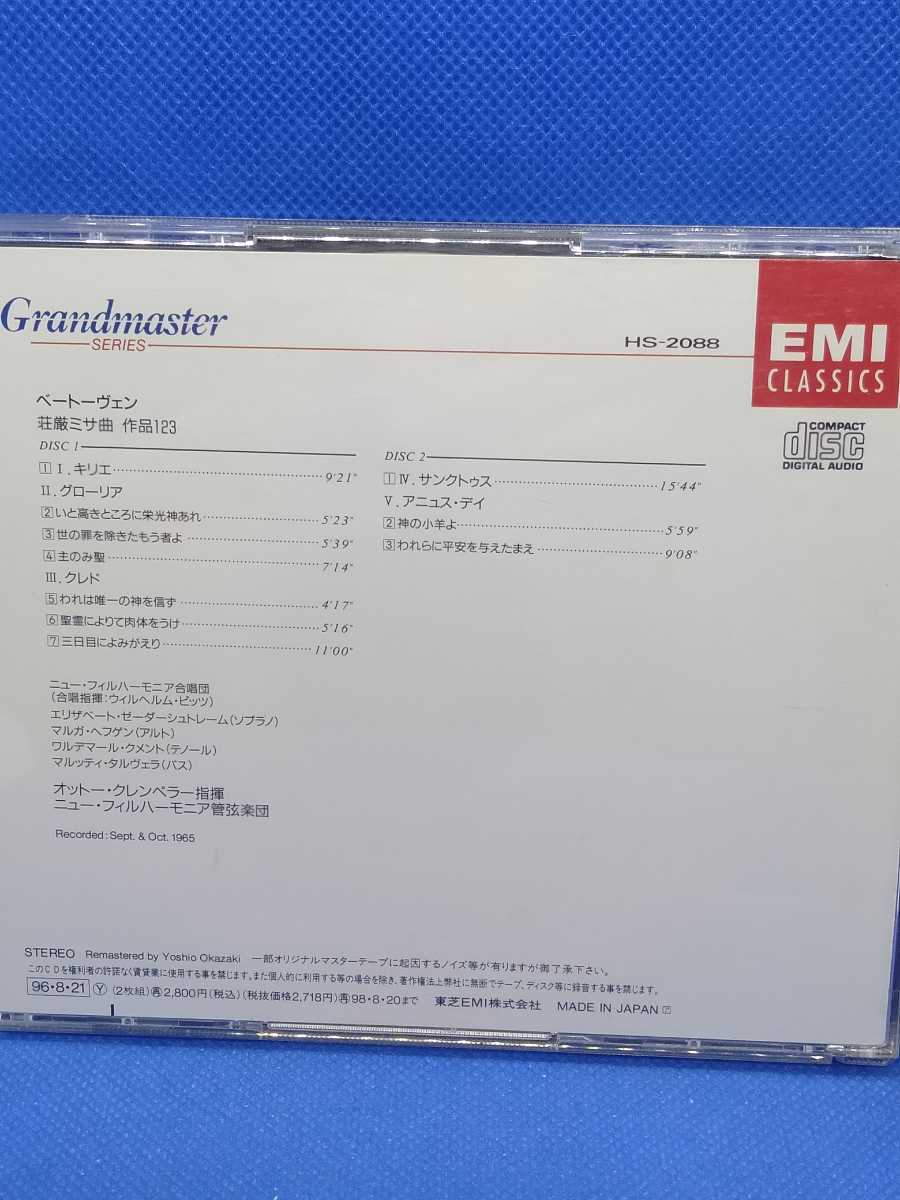 Grandmaster
SERIES
HS-2088
EMI
CLASSICS
COMPACT
disc
DIGITAL AUDIO
ベートーヴェン
荘厳ミサ曲 作品123
DISC 1
1 I. キリエ 9'21"
II. グローリア
2 いと高きところに栄光神あれ 5'23"
3 世の罪を除きたもう者よ 5'39"
4 主のみ聖 7'14"
III. クレド
5 われは唯一の神を信ず 4'17"
6 聖霊によりて肉体をうけ 5'16"
7 三日目によみがえり 11'00"
DISC 2
1 IV. サンクトゥス 15'44"
V. アニュス・デイ
2 神の小羊よ 5'59"
3 われらに平安を与えたまえ 9'08"
ニュー・フィルハーモニア合唱団
(合唱指揮:ウィルヘルム・ピッツ)
エリザベート・ゼーダーシュトレーム(ソプラノ)
マルガ・ヘフゲン(アルト)
ワルデマール・クメント(テノール)
マルッティ・タルヴェラ(バス)
オットー・クレンペラー指揮
ニュー・フィルハーモニア管弦楽団
Recorded: Sept. & Oct. 1965
STEREO Remastered by Yoshio Okazaki 一部オリジナルマスターテープに起因するノイズ等が有りますが御了承下さい。
このCDを権利者の許諾なく賃貸業に使用する事を禁じます。また個人的に利用する等の場合を除き、著作権法上弊社に無断でテープ、ディスク等に録音する事を禁じます。
96・8・21 Ⓨ (2枚組) ㊢2,800円(税込) (税抜価格2,718円) ㊢98・8・20まで 東芝EMI株式会社 MADE IN JAPAN